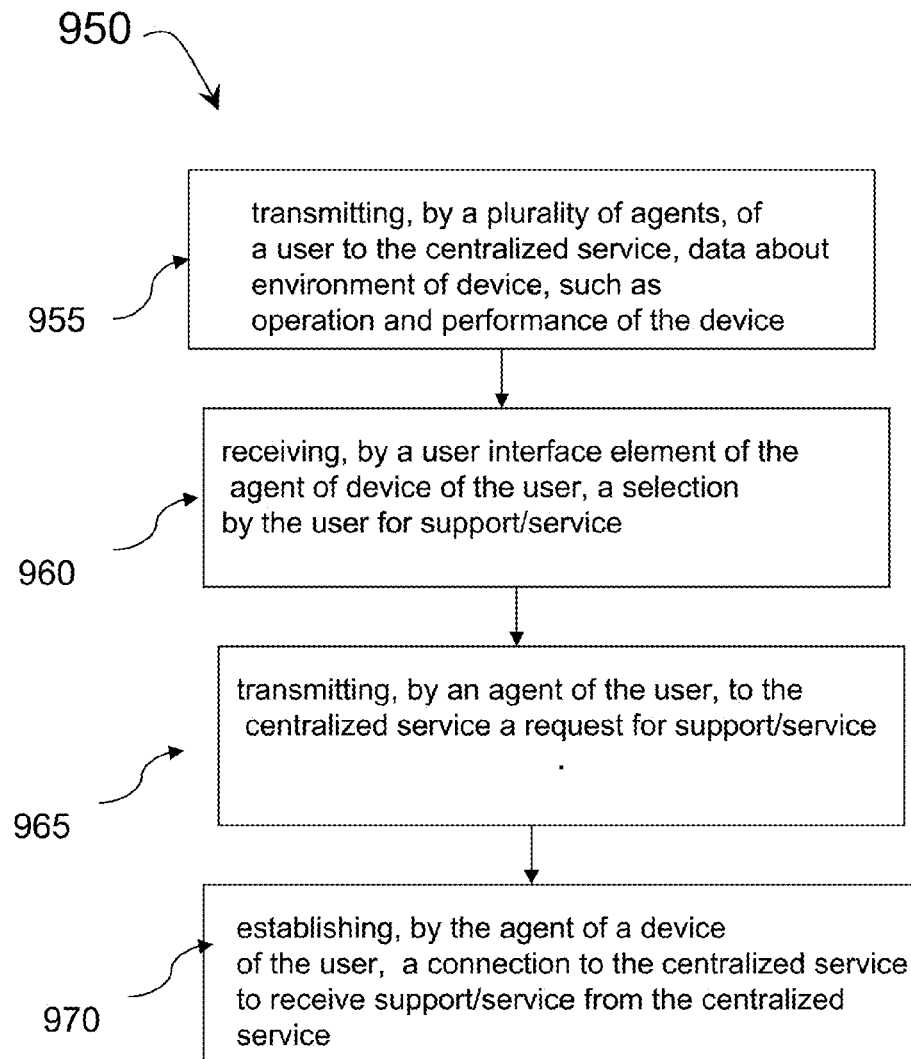 950
transmitting, by a plurality of agents, of
a user to the centralized service, data about
environment of device, such as
operation and performance of the device
955
receiving, by a user interface element of the
agent of device of the user, a selection
by the user for support/service
960
transmitting, by an agent of the user, to the
centralized service a request for support/service
.
965
establishing, by the agent of a device
of the user, a connection to the centralized service
to receive support/service from the centralized
service
970